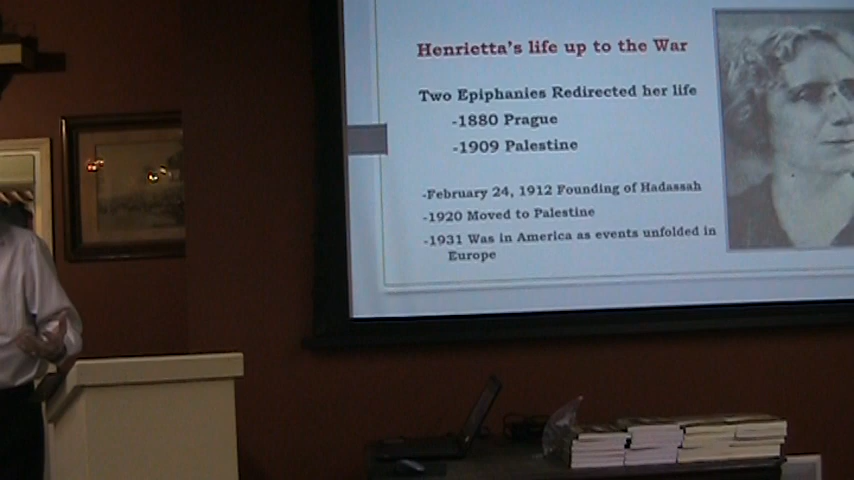 Henrietta's life up to the War
Two Epiphanies Redirected her life
-1880 Prague
-1909 Palestine
-February 24, 1912 Founding of Hadassah
-1920 Moved to Palestine
-1931 Was in America as events unfolded in
Europe